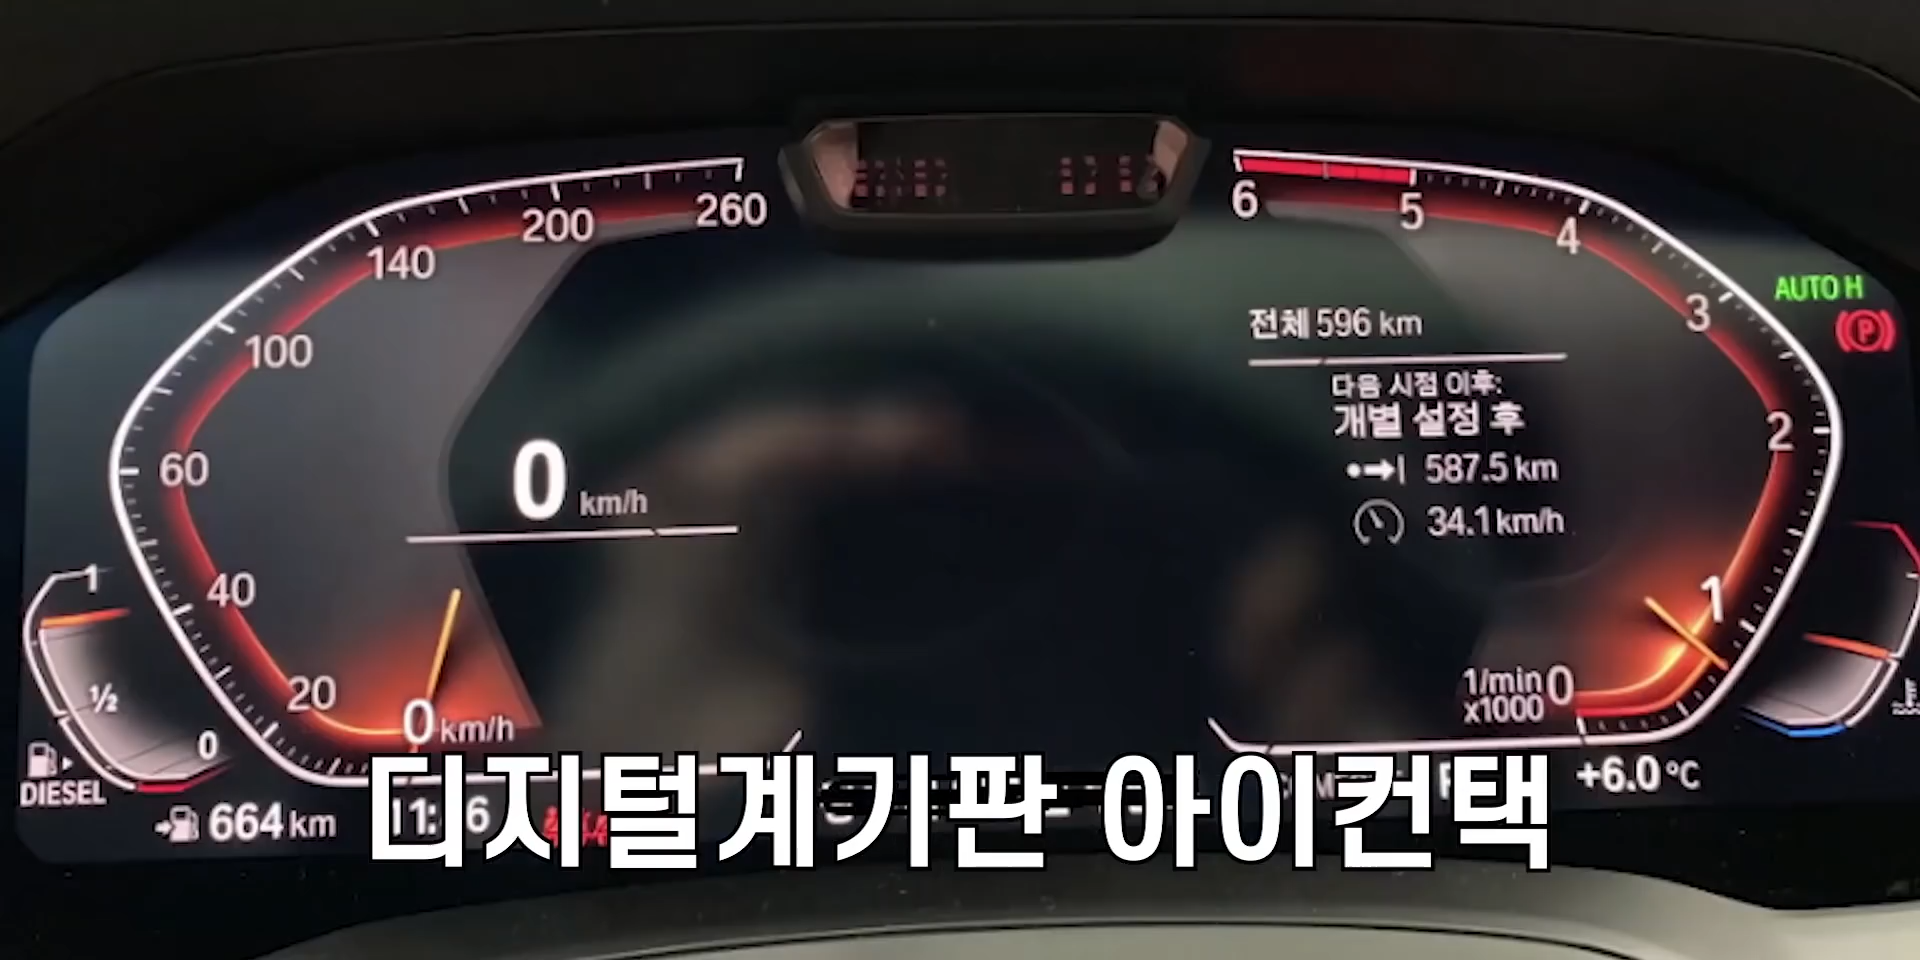 260
200
140
100
60
40
20
0 km/h
0 km/h
6
5
4
3
2
1
0
1/min
x1000
전체 596 km
다음 시점 이후:
개별 설정 후
587.5 km
34.1 km/h
AUTO H
P
1
½
0
DIESEL
664 km
+6.0 °C
디지털계기판 아이컨택